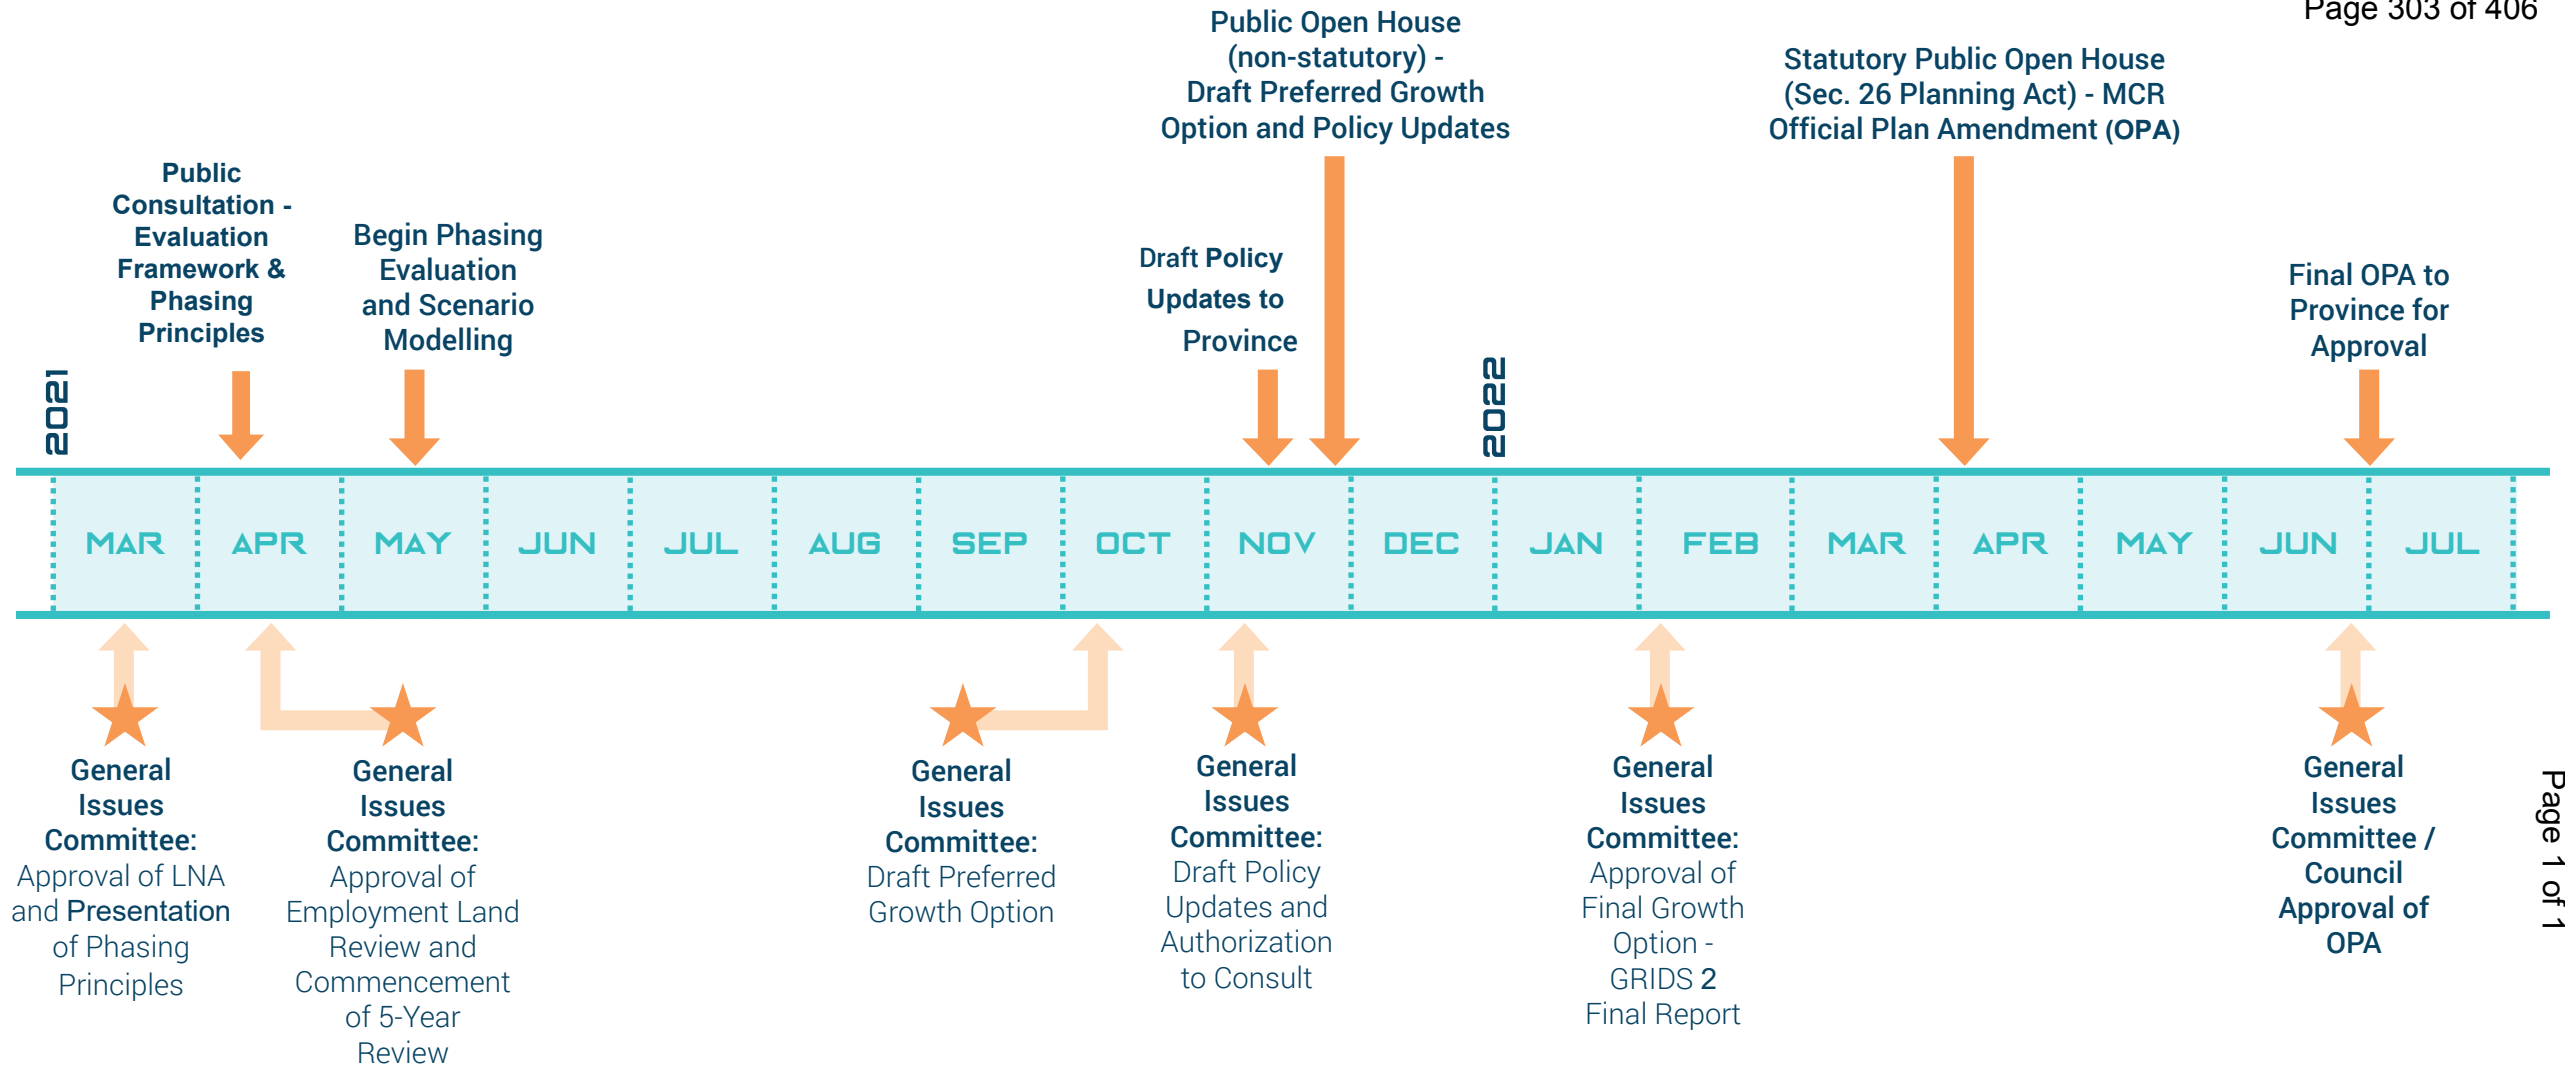 Page 303 of 406
Public Open House
(non-statutory) -
Draft Preferred Growth
Option and Policy Updates
Statutory Public Open House
(Sec. 26 Planning Act) - MCR
Official Plan Amendment (OPA)
Public
Consultation -
Evaluation
Framework &
Phasing
Principles
Begin Phasing
Evaluation
and Scenario
Modelling
Draft Policy
Updates to
Province
Final OPA to
Province for
Approval
2021
2022
MAR APR MAY JUN JUL AUG SEP OCT NOV DEC JAN FEB MAR APR MAY JUN JUL
General
Issues
Committee:
Approval of LNA
and Presentation
of Phasing
Principles
General
Issues
Committee:
Approval of
Employment Land
Review and
Commencement
of 5-Year
Review
General
Issues
Committee:
Draft Preferred
Growth Option
General
Issues
Committee:
Draft Policy
Updates and
Authorization
to Consult
General
Issues
Committee:
Approval of
Final Growth
Option -
GRIDS 2
Final Report
General
Issues
Committee /
Council
Approval of
OPA
Page 1 of 1